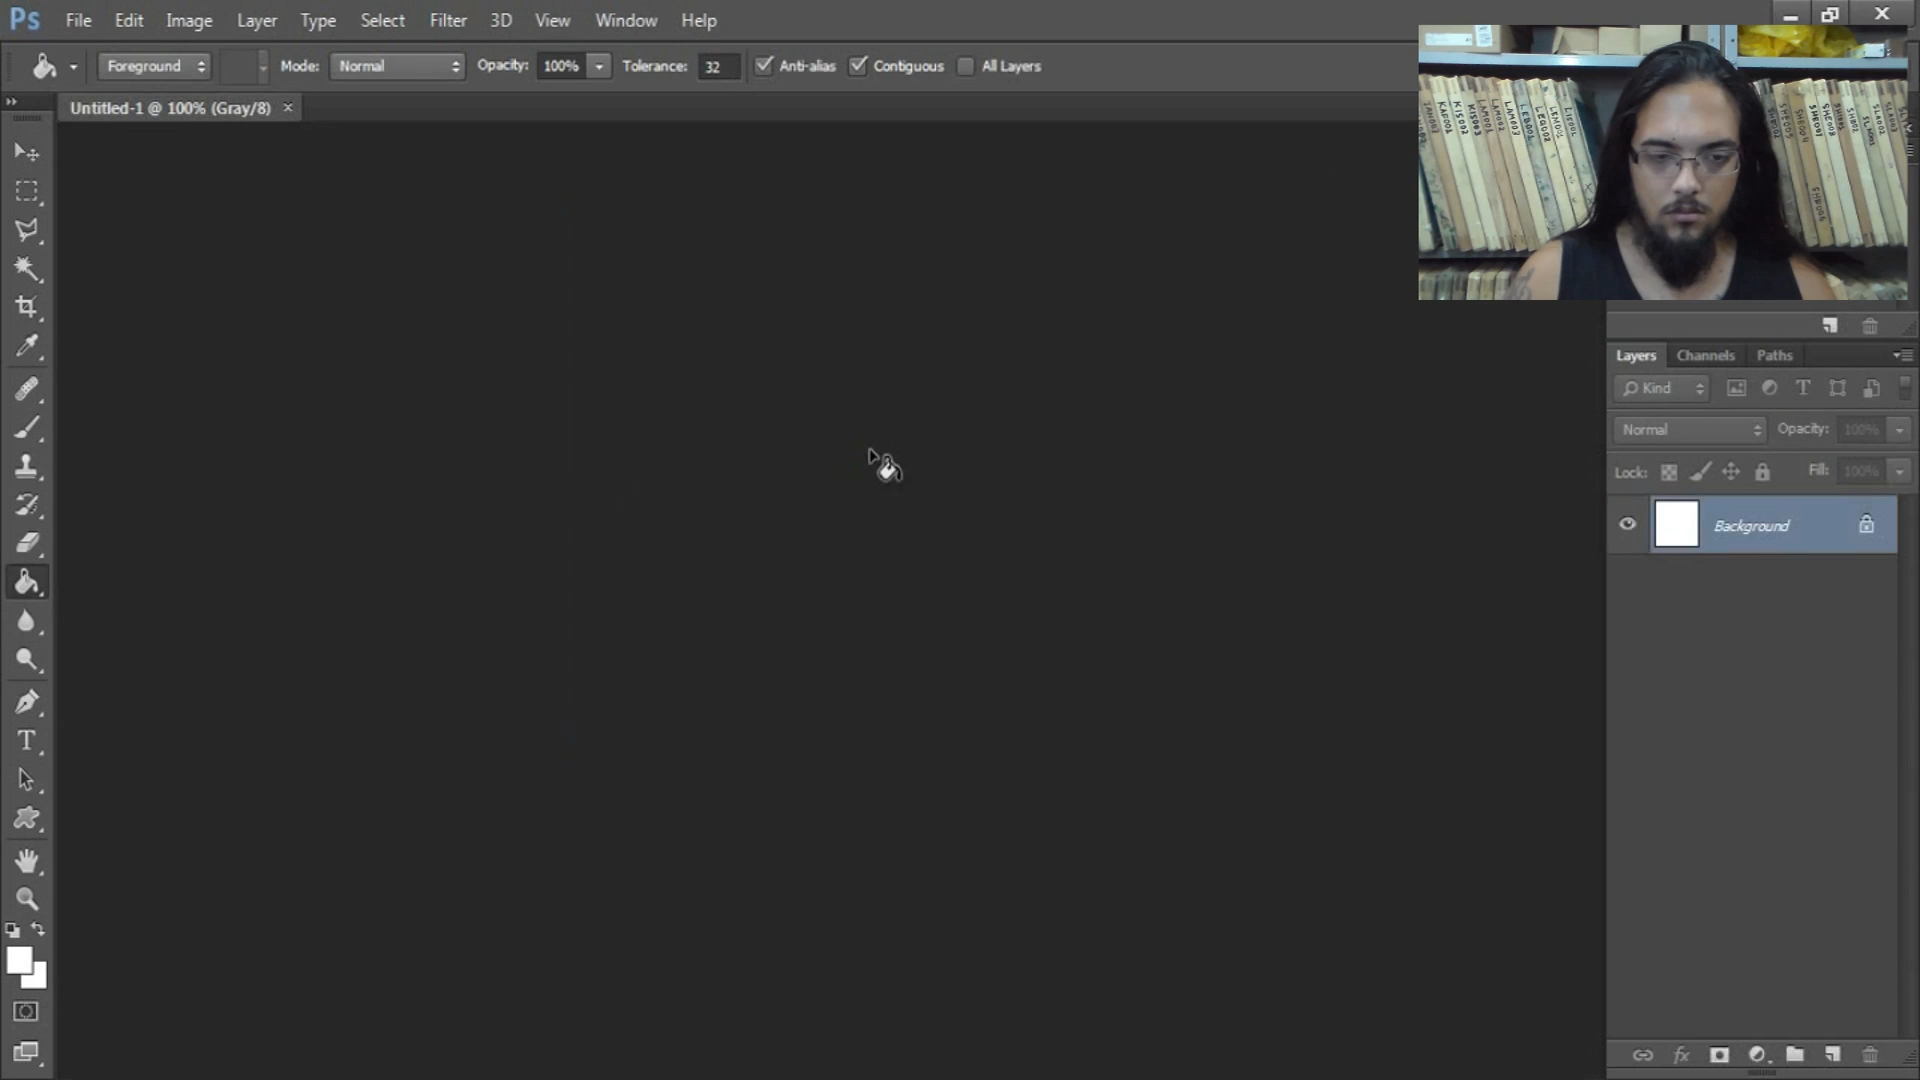 Ps File Edit Image Layer Type Select Filter 3D View Window Help
Foreground Mode: Normal Opacity: 100% Tolerance: 32 Anti-alias Contiguous All Layers
Untitled-1 @ 100% (Gray/8)
Layers Channels Paths
Kind
Normal Opacity: 100%
Lock: Fill: 100%
Background